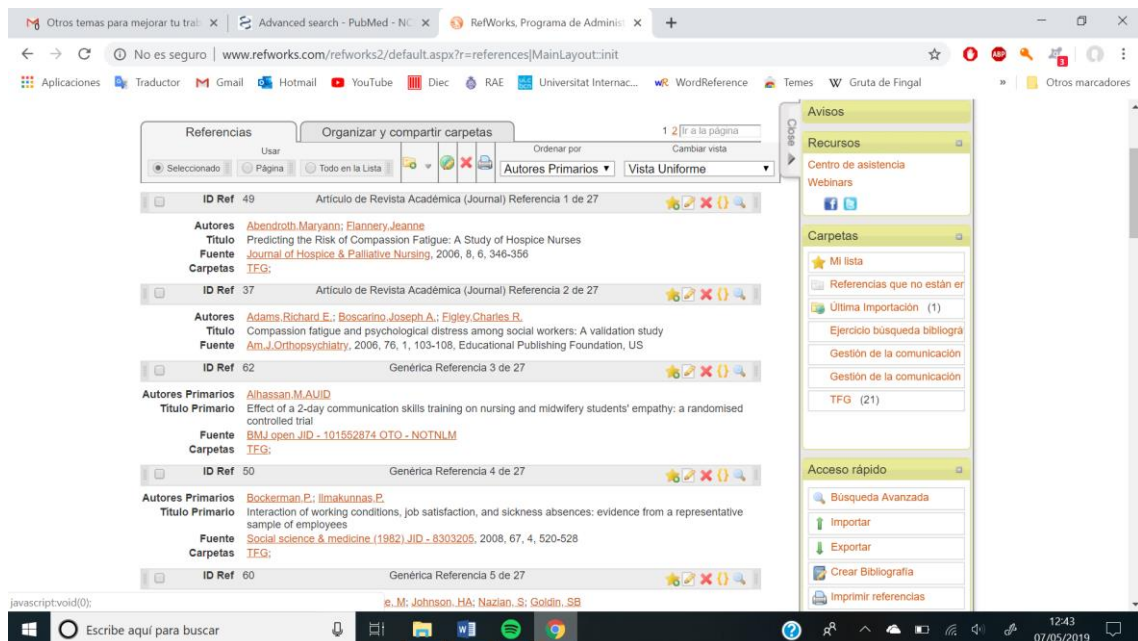 Otros temas para mejorar tu trab
Advanced search - PubMed - NC
RefWorks, Programa de Administ
No es seguro | www.refworks.com/refworks2/default.aspx?r=references|MainLayout::init
ABP
3
Aplicaciones Traductor Gmail Hotmail YouTube Diec RAE Universitat Internac... WordReference Temes W Gruta de Fingal » Otros marcadores
Referencias
Organizar y compartir carpetas
1 2 Ir a la página
Usar
Ordenar por
Cambiar vista
Seleccionado Página Todo en la Lista
Autores Primarios
Vista Uniforme
ID Ref 49 Artículo de Revista Académica (Journal) Referencia 1 de 27
Autores Abendroth,Maryann; Flannery,Jeanne
Titulo Predicting the Risk of Compassion Fatigue: A Study of Hospice Nurses
Fuente Journal of Hospice & Palliative Nursing, 2006, 8, 6, 346-356
Carpetas TFG;
ID Ref 37 Artículo de Revista Académica (Journal) Referencia 2 de 27
Autores Adams,Richard E.; Boscarino,Joseph A.; Figley,Charles R.
Titulo Compassion fatigue and psychological distress among social workers: A validation study
Fuente Am.J.Orthopsychiatry, 2006, 76, 1, 103-108, Educational Publishing Foundation, US
ID Ref 62 Genérica Referencia 3 de 27
Autores Primarios Alhassan,M.AUID
Titulo Primario Effect of a 2-day communication skills training on nursing and midwifery students' empathy: a randomised
controlled trial
Fuente BMJ open JID - 101552874 OTO - NOTNLM
Carpetas TFG;
ID Ref 50 Genérica Referencia 4 de 27
Autores Primarios Bockerman,P.; Ilmakunnas,P.
Titulo Primario Interaction of working conditions, job satisfaction, and sickness absences: evidence from a representative
sample of employees
Fuente Social science & medicine (1982) JID - 8303205, 2008, 67, 4, 520-528
Carpetas TFG;
ID Ref 60 Genérica Referencia 5 de 27
e, M; Johnson, HA; Nazian, S; Goldin, SB
javascript:void(0);
Close
Avisos
Recursos
Centro de asistencia
Webinars
Carpetas
Mi lista
Referencias que no están er
Última Importación (1)
Ejercicio búsqueda bibliográ
Gestión de la comunicación
Gestión de la comunicación
TFG (21)
Acceso rápido
Búsqueda Avanzada
Importar
Exportar
Crear Bibliografía
Imprimir referencias
Escribe aquí para buscar
12:43
07/05/2019